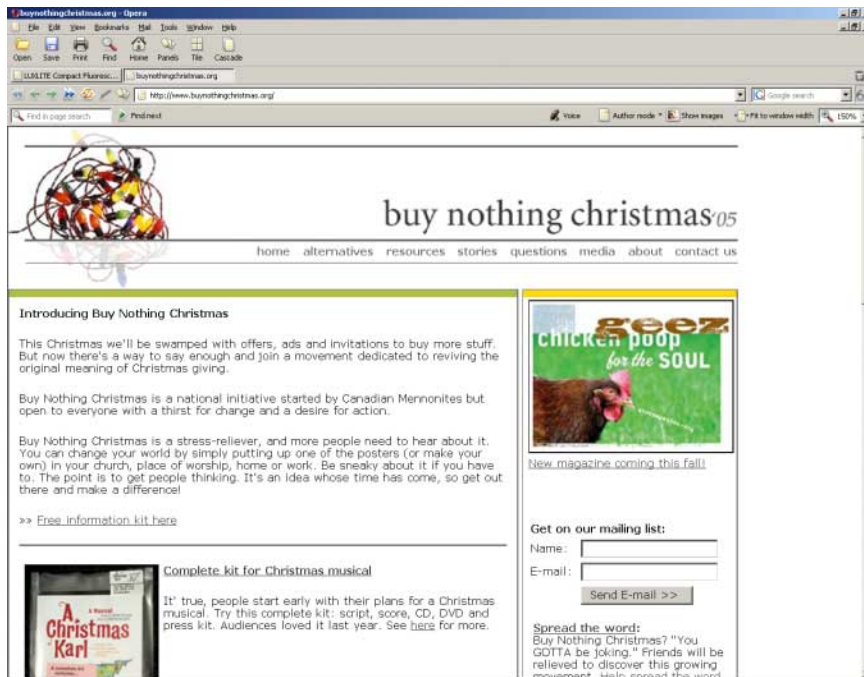 buynothingchristmas.org - Opera
File Edit View Bookmarks Mail Tools Window Help
Open Save Print Find Home Panels Tile Cascade
LUXLITE Compact Fluoresc... buynothingchristmas.org
http://www.buynothingchristmas.org/ Google search
Find in page search Find next Voice Author mode Show images Fit to window width 150%
buy nothing christmas '05
home alternatives resources stories questions media about contact us
Introducing Buy Nothing Christmas
This Christmas we'll be swamped with offers, ads and invitations to buy more stuff.
But now there's a way to say enough and join a movement dedicated to reviving the
original meaning of Christmas giving.
Buy Nothing Christmas is a national initiative started by Canadian Mennonites but
open to everyone with a thirst for change and a desire for action.
Buy Nothing Christmas is a stress-reliever, and more people need to hear about it.
You can change your world by simply putting up one of the posters (or make your
own) in your church, place of worship, home or work. Be sneaky about it if you have
to. The point is to get people thinking. It's an idea whose time has come, so get out
there and make a difference!
>> Free information kit here
Complete kit for Christmas musical
It' true, people start early with their plans for a Christmas
musical. Try this complete kit: script, score, CD, DVD and
press kit. Audiences loved it last year. See here for more.
A
Christmas
Karl
geez
chicken poop
for the SOUL
New magazine coming this fall!
Get on our mailing list:
Name:
E-mail:
Send E-mail >>
Spread the word:
Buy Nothing Christmas? "You
GOTTA be joking." Friends will be
relieved to discover this growing
movement. Help spread the word